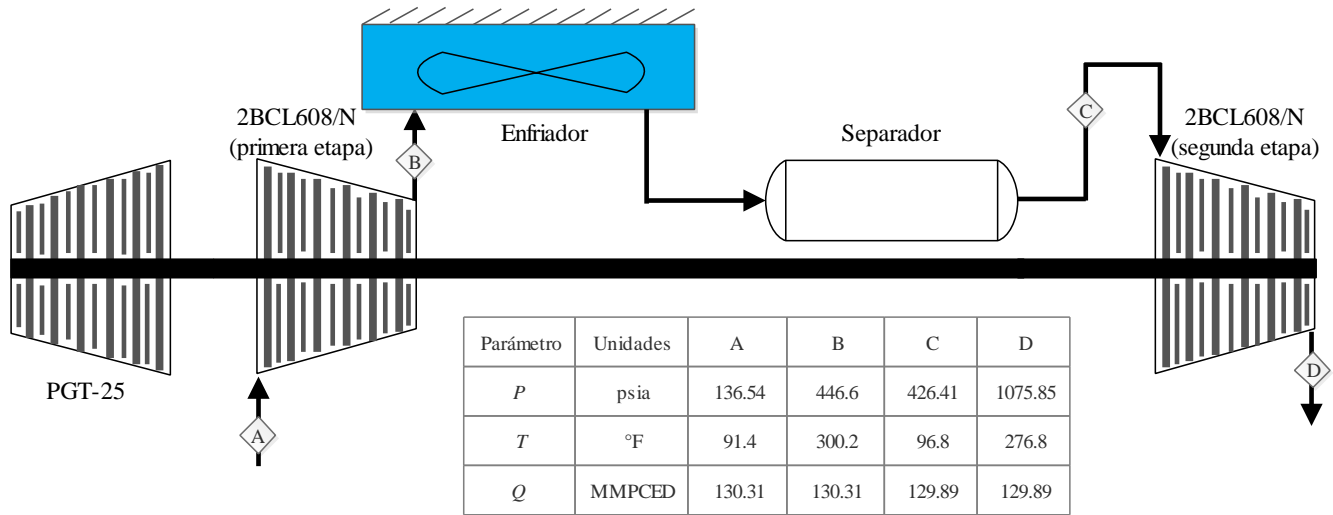 2BCL608/N
(primera etapa)
B
Enfriador
Separador
C
2BCL608/N
(segunda etapa)
PGT-25
A
D
Parámetro Unidades A B C D
P psia 136.54 446.6 426.41 1075.85
T °F 91.4 300.2 96.8 276.8
Q MMPCED 130.31 130.31 129.89 129.89